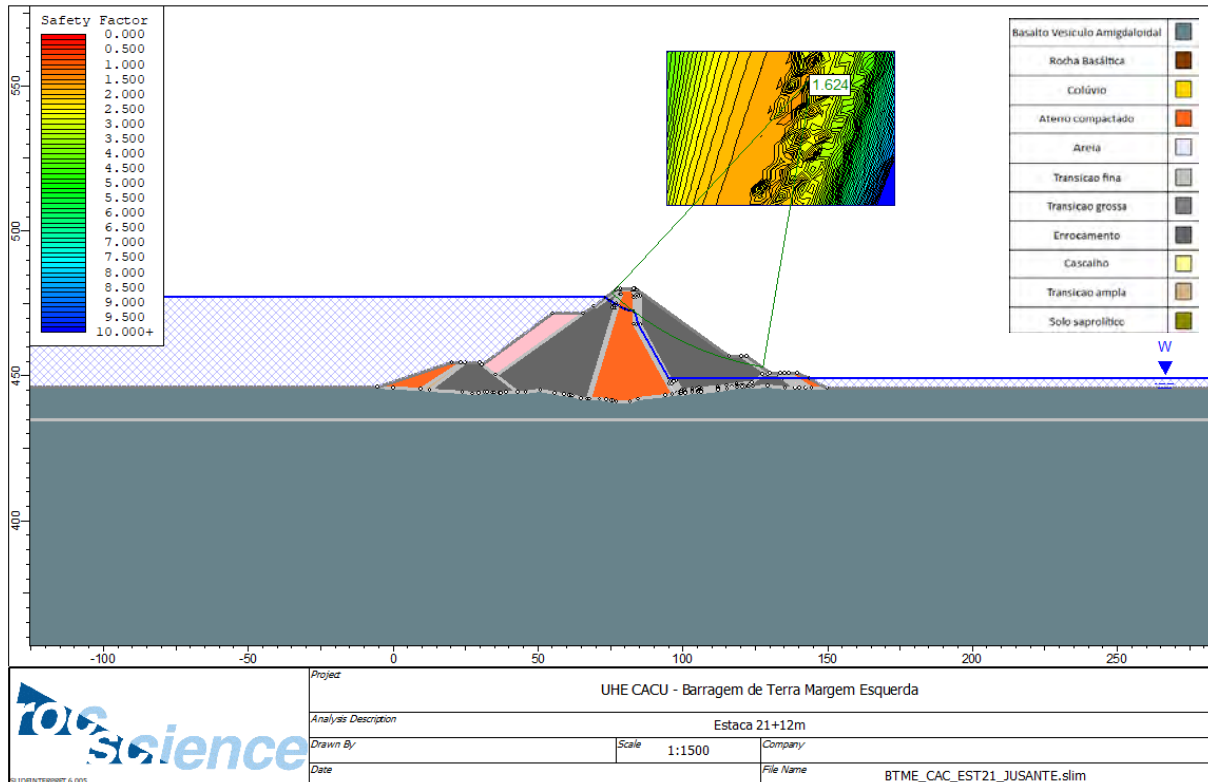 Safety Factor
0.000
0.500
1.000
1.500
2.000
2.500
3.000
3.500
4.000
4.500
5.000
5.500
6.000
6.500
7.000
7.500
8.000
8.500
9.000
9.500
10.000+
1.624
Basalto Vesiculo Amigdaloidal
Rocha Basáltica
Colúvio
Aterro compactado
Areia
Transicao fina
Transicao grossa
Enrocamento
Cascalho
Transicao ampla
Solo saprolítico
W
550
500
450
400
-100
-50
0
50
100
150
200
250
rocscience
SLIDEINTERPRET 6.005
Project
UHE CACU - Barragem de Terra Margem Esquerda
Analysis Description
Estaca 21+12m
Drawn By
Scale
1:1500
Company
Date
File Name
BTME_CAC_EST21_JUSANTE.slim